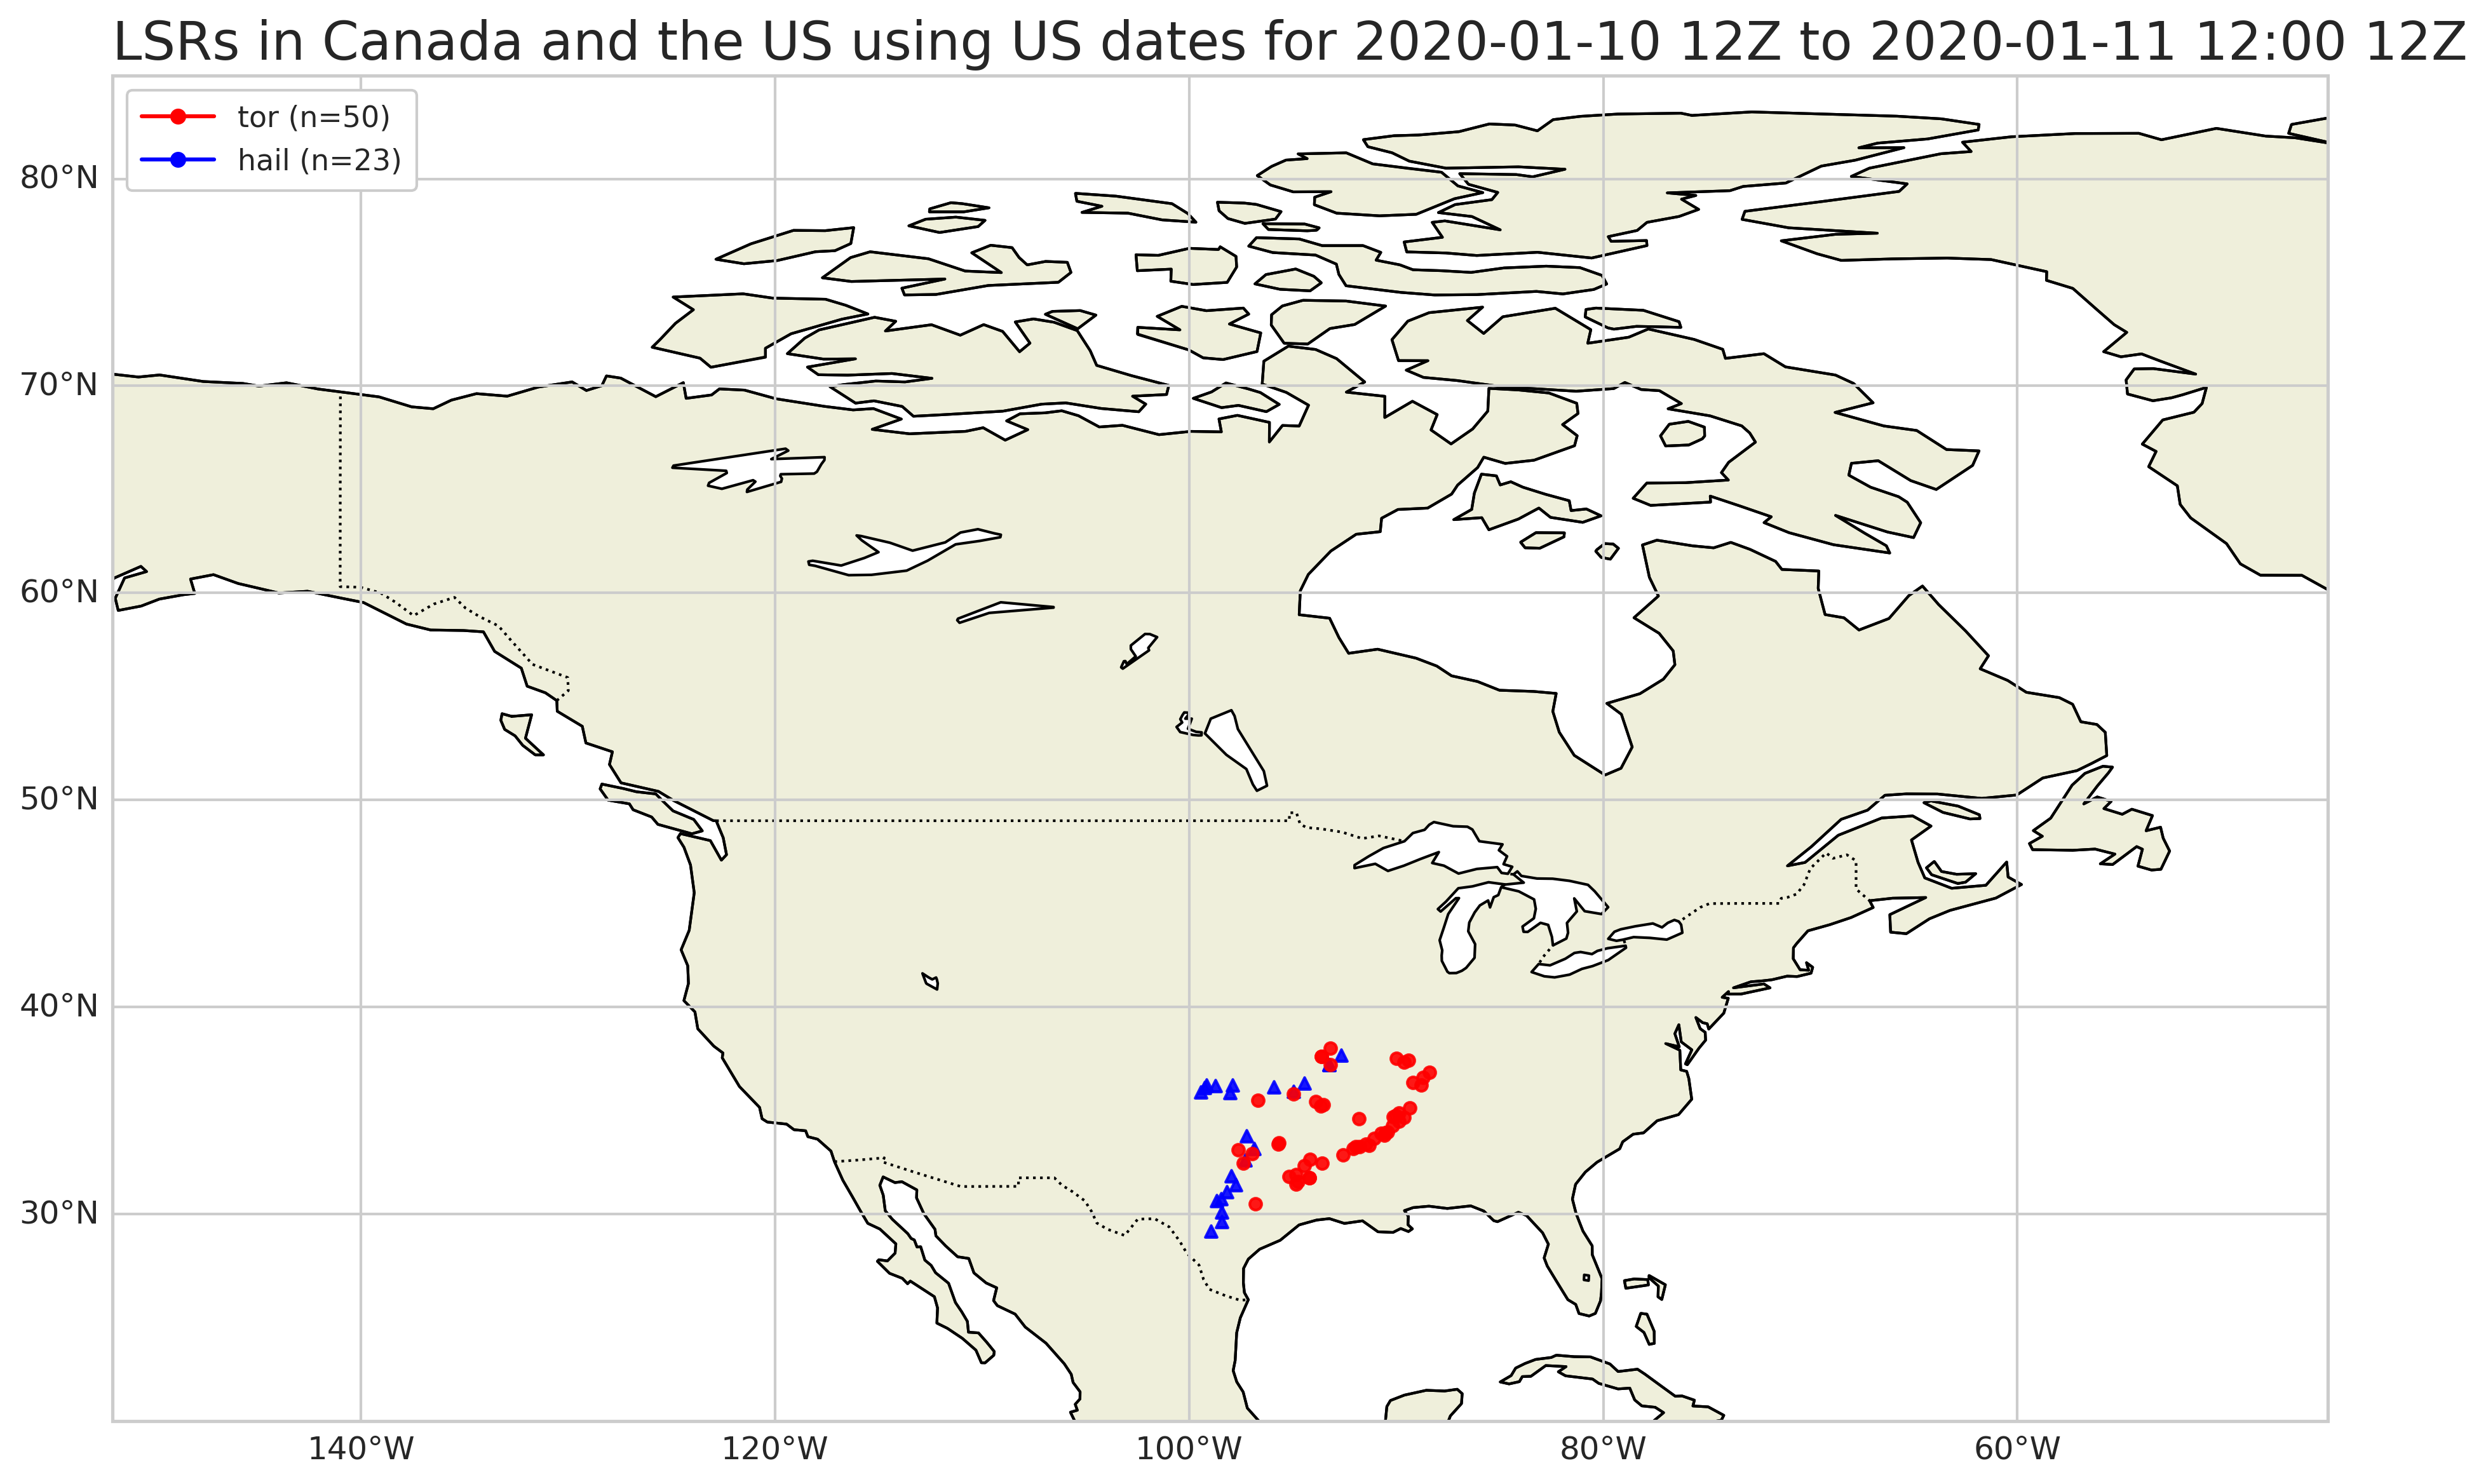 LSRs in Canada and the US using US dates for 2020-01-10 12Z to 2020-01-11 12:00 12Z
tor (n=50)
hail (n=23)
80°N
70°N
60°N
50°N
40°N
30°N
140°W
120°W
100°W
80°W
60°W